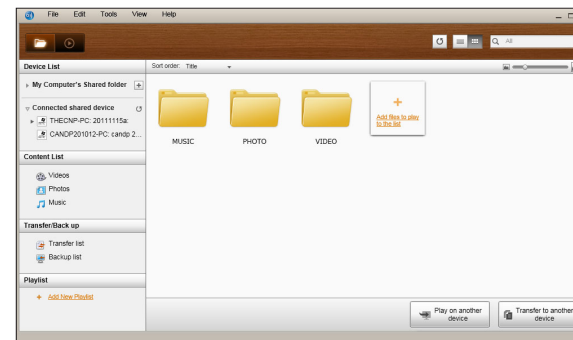 File Edit Tools View Help
All
Device List
Sort order: Title
My Computer's Shared folder
Connected shared device
THECNP-PC: 20111115a:
CANDP201012-PC: candp 2...
MUSIC
PHOTO
VIDEO
Add files to play
to the list
Content List
Videos
Photos
Music
Transfer/Back up
Transfer list
Backup list
Playlist
Add New Playlist
Play on another
device
Transfer to another
device